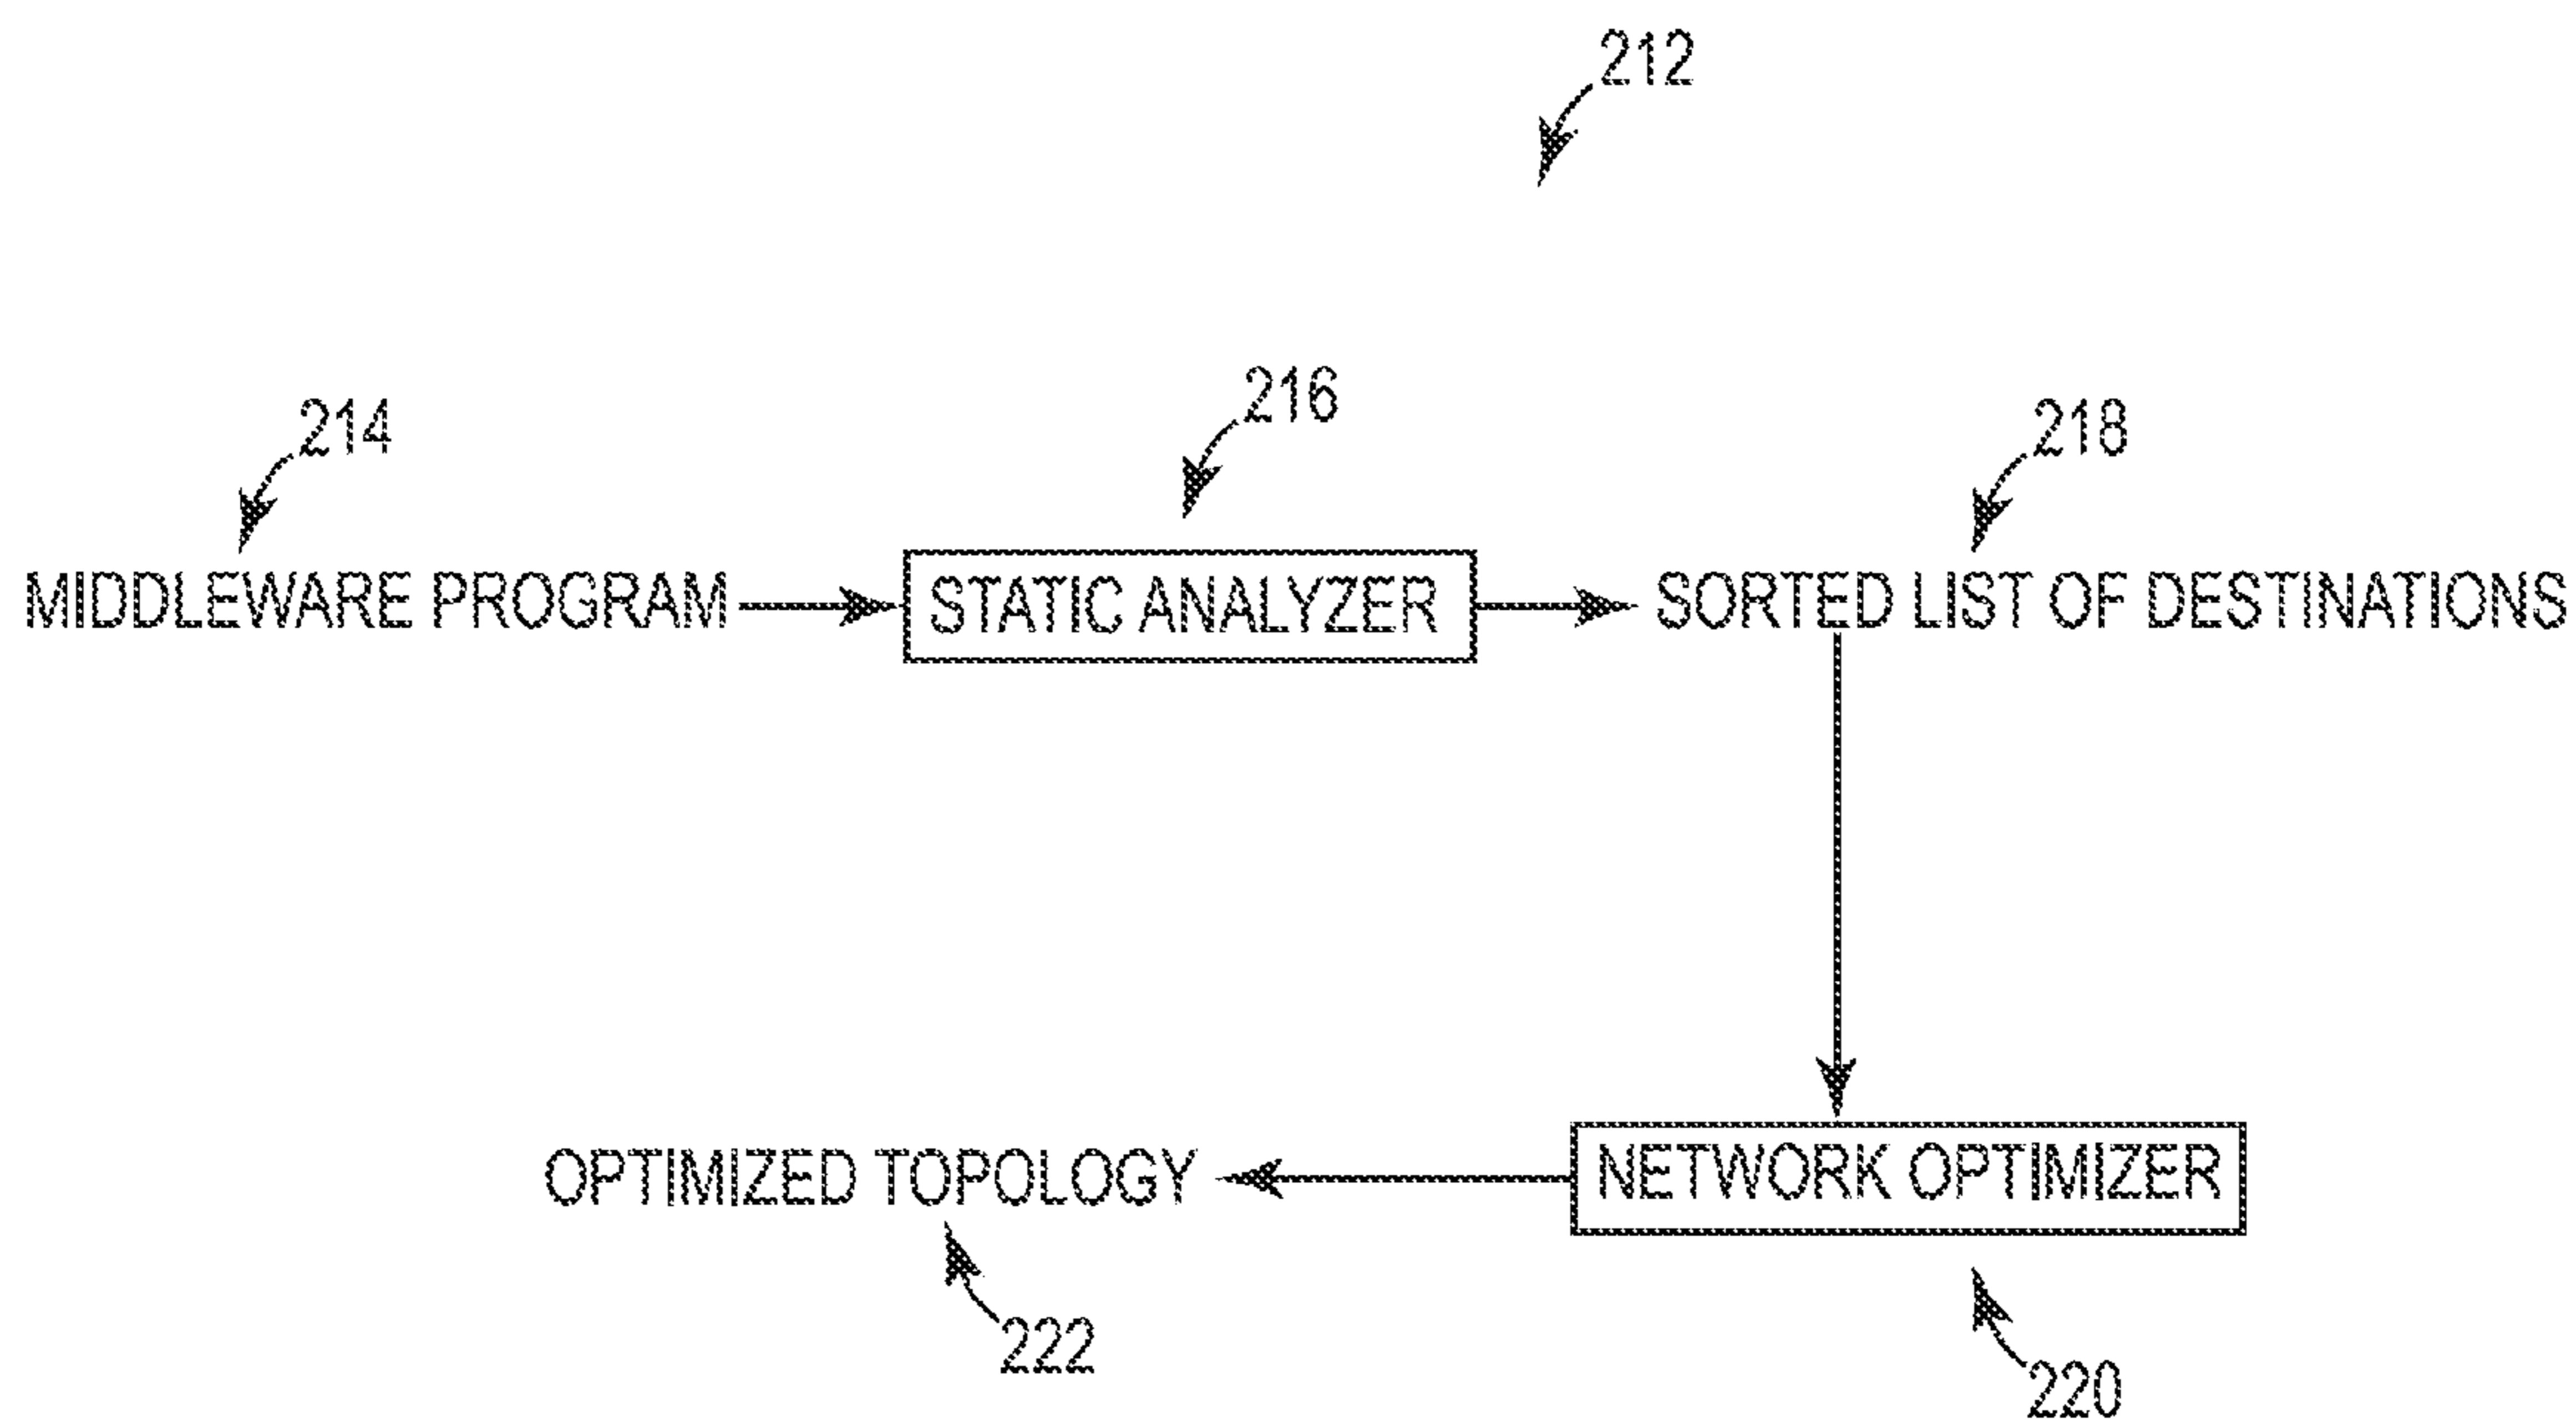 212
214
216
218
MIDDLEWARE PROGRAM
STATIC ANALYZER
SORTED LIST OF DESTINATIONS
OPTIMIZED TOPOLOGY
NETWORK OPTIMIZER
222
220